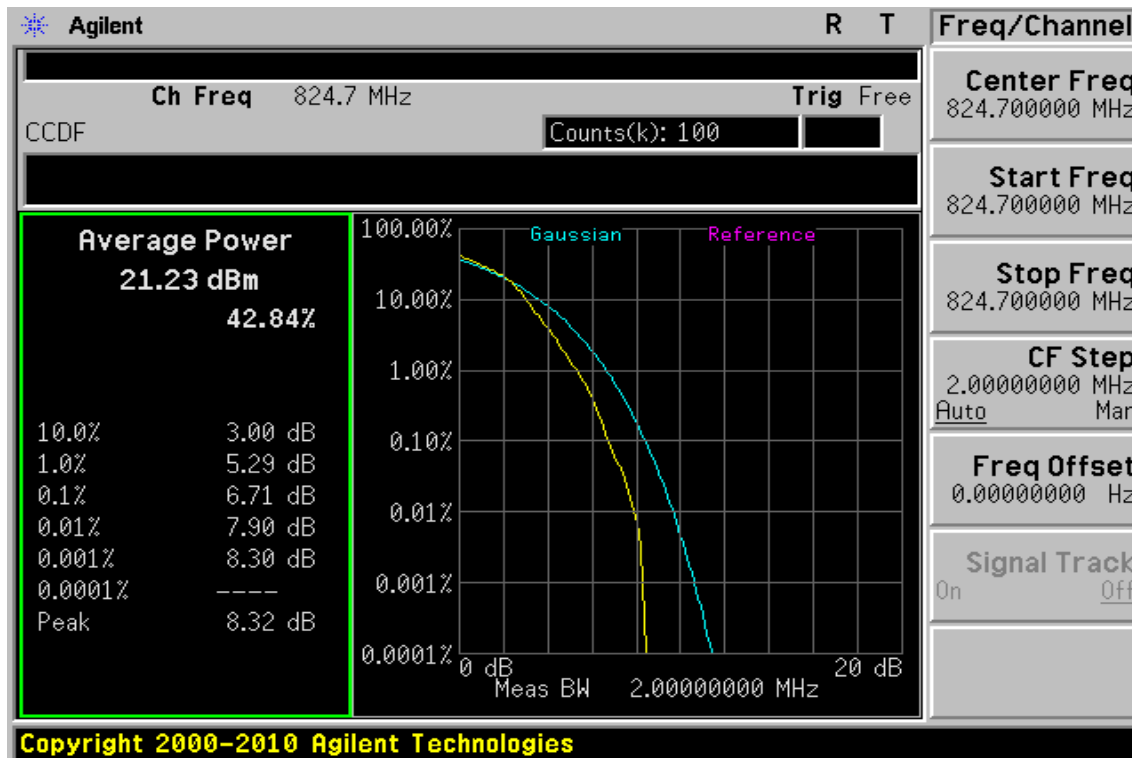 Agilent R T
Ch Freq 824.7 MHz Trig Free
CCDF Counts(k): 100
Average Power
21.23 dBm
42.84%
10.0% 3.00 dB
1.0% 5.29 dB
0.1% 6.71 dB
0.01% 7.90 dB
0.001% 8.30 dB
0.0001% ----
Peak 8.32 dB
Gaussian Reference
100.00%
10.00%
1.00%
0.10%
0.01%
0.001%
0.0001%
0 dB 20 dB
Meas BW 2.00000000 MHz
Freq/Channel
Center Freq
824.700000 MHz
Start Freq
824.700000 MHz
Stop Freq
824.700000 MHz
CF Step
2.00000000 MHz
Auto Man
Freq Offset
0.00000000 Hz
Signal Track
On Off
Copyright 2000-2010 Agilent Technologies